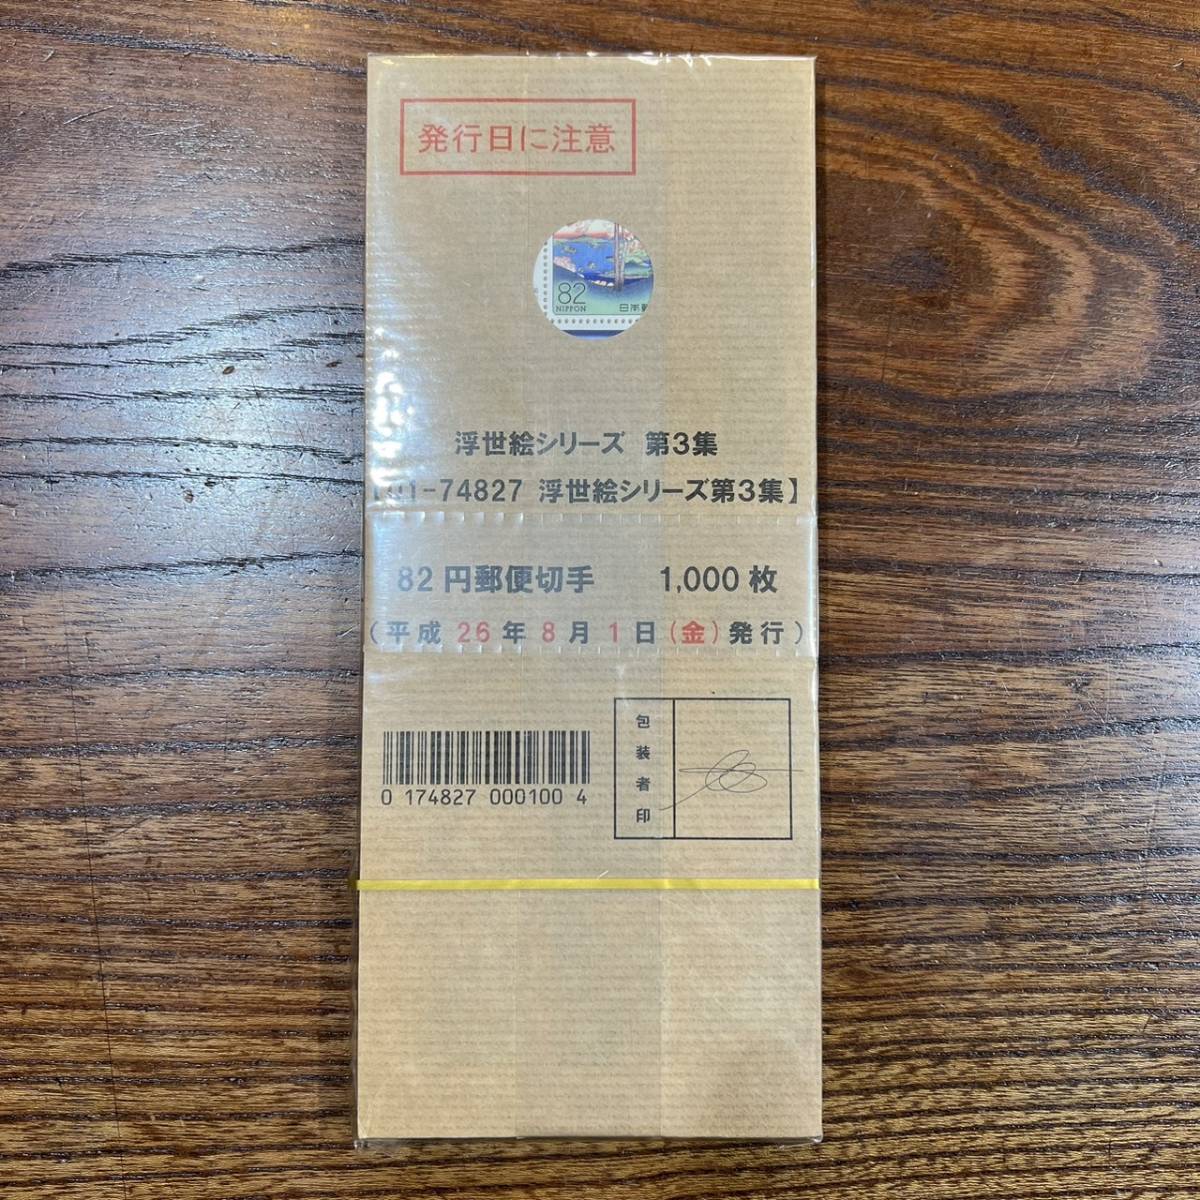 発行日に注意
82
NIPPON
日本郵
浮世絵シリーズ 第3集
01-74827 浮世絵シリーズ第3集】
82円郵便切手 1,000枚
(平成 26年 8月 1日(金)発行)
包装者印
0 174827 000100 4